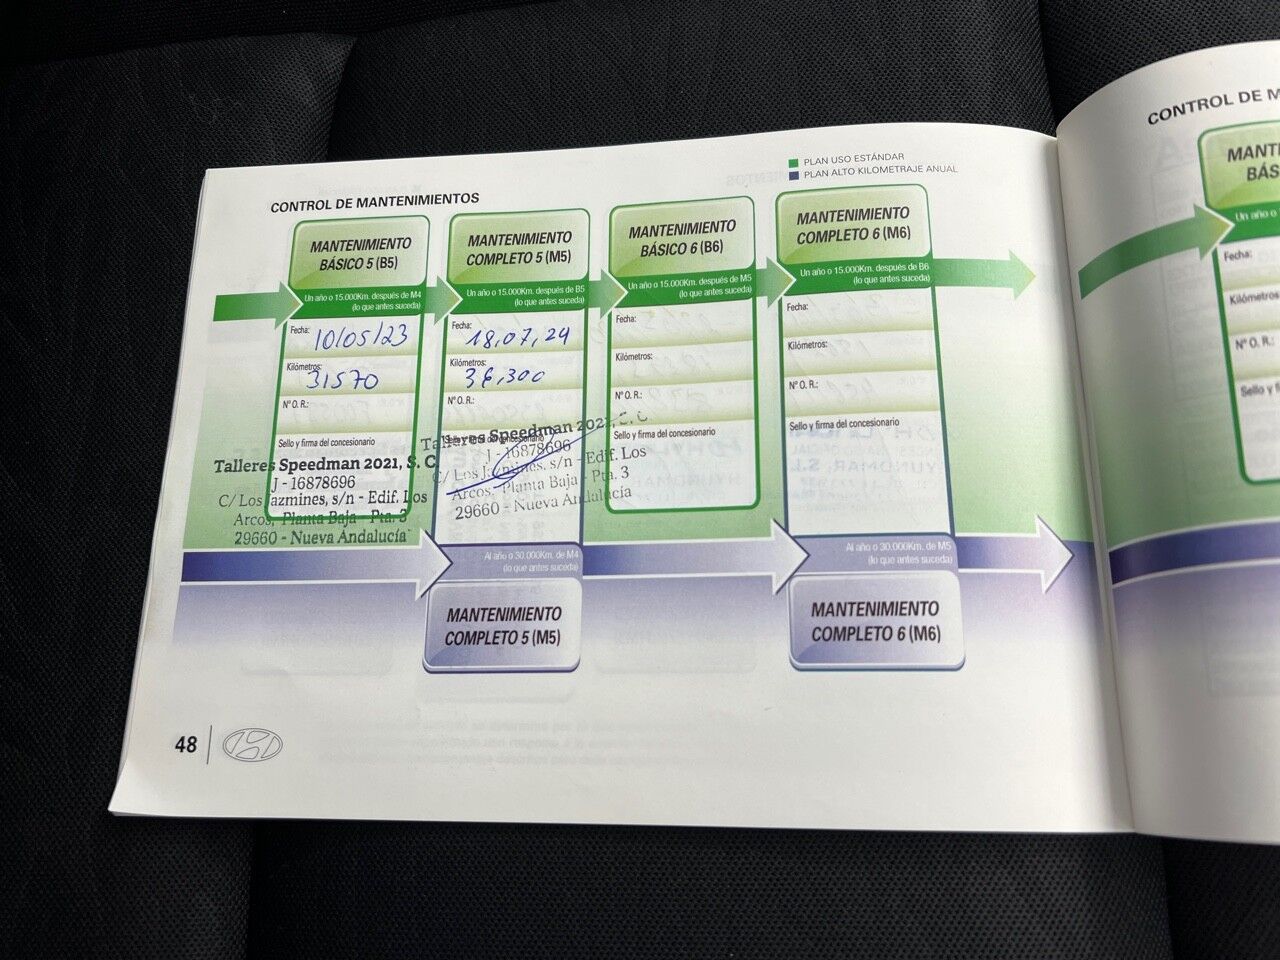 PLAN USO ESTÁNDAR
PLAN ALTO KILOMETRAJE ANUAL
CONTROL DE MANTENIMIENTOS
MANTENIMIENTO
BÁSICO 5 (B5)
Un año o 15.000Km. después de M4
(lo que antes suceda)
Fecha:
10/05/23
Kilómetros:
31570
Nº O. R.:
Sello y firma del concesionario
Talleres Speedman 2021, S. C.
J - 16878696
C/ Los Jazmines, s/n - Edif. Los
Arcos, Planta Baja - Pta. 3
29660 - Nueva Andalucía
MANTENIMIENTO
COMPLETO 5 (M5)
Un año o 15.000Km. después de B5
(lo que antes suceda)
Fecha:
18,07,24
Kilómetros:
36,300
Nº O. R.:
Sello y firma del concesionario
Talleres Speedman 2021, S. C.
J - 16878696
C/ Los Jazmines, s/n - Edif. Los
Arcos, Planta Baja - Pta. 3
29660 - Nueva Andalucía
Al año o 30.000Km. de M4
(lo que antes suceda)
MANTENIMIENTO
COMPLETO 5 (M5)
MANTENIMIENTO
BÁSICO 6 (B6)
Un año o 15.000Km. después de M5
(lo que antes suceda)
Fecha:
Kilómetros:
Nº O. R.:
Sello y firma del concesionario
MANTENIMIENTO
COMPLETO 6 (M6)
Un año o 15.000Km. después de B6
(lo que antes suceda)
Fecha:
Kilómetros:
Nº O. R.:
Sello y firma del concesionario
Al año o 30.000Km. de M5
(lo que antes suceda)
MANTENIMIENTO
COMPLETO 6 (M6)
48
CONTROL DE M
MANTE
BÁS
Un año o
Fecha:
Kilómetros
Nº O. R.:
Sello y